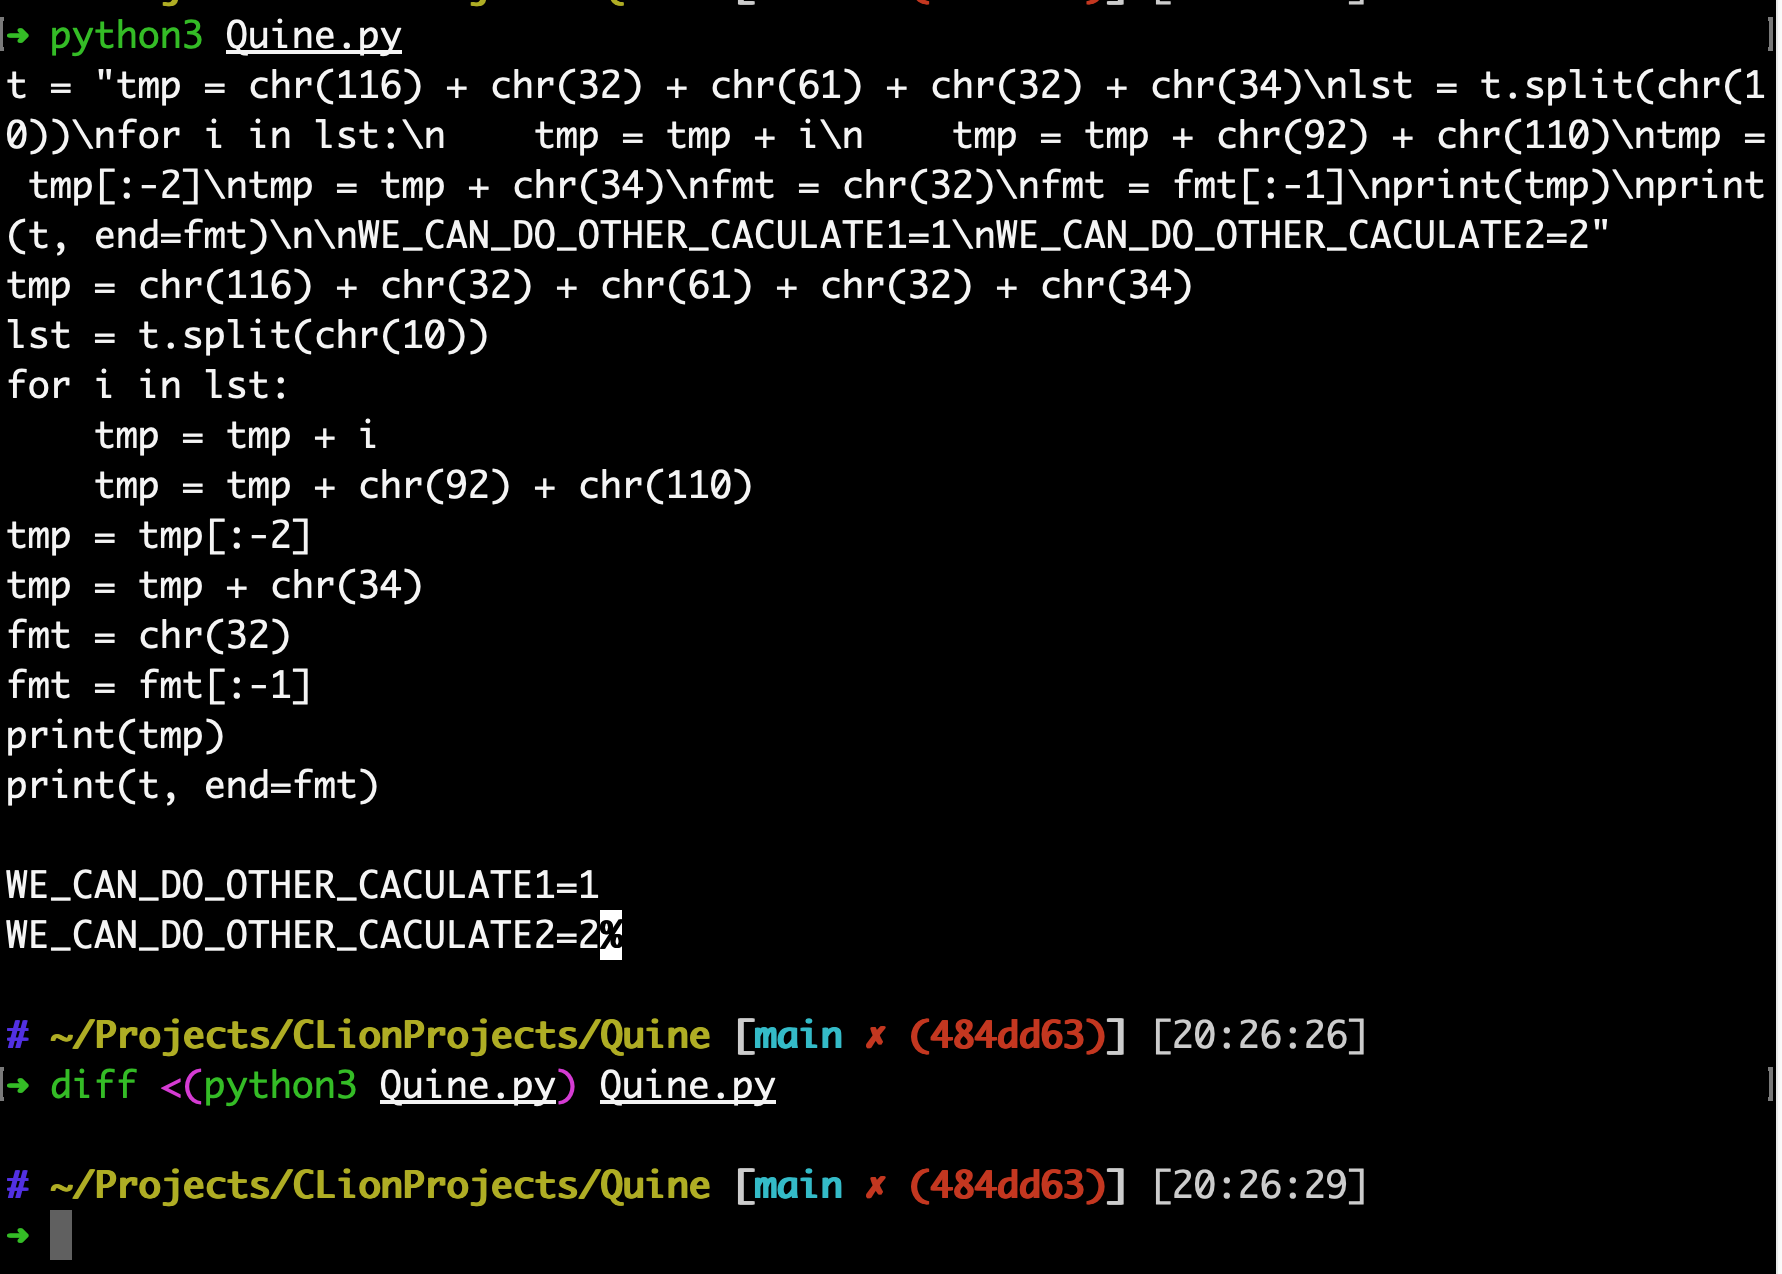 ➜ python3 Quine.py
t = "tmp = chr(116) + chr(32) + chr(61) + chr(32) + chr(34)\nlst = t.split(chr(1
0))\nfor i in lst:\n    tmp = tmp + i\n    tmp = tmp + chr(92) + chr(110)\ntmp =
 tmp[:-2]\ntmp = tmp + chr(34)\nfmt = chr(32)\nfmt = fmt[:-1]\nprint(tmp)\nprint
(t, end=fmt)\n\nWE_CAN_DO_OTHER_CACULATE1=1\nWE_CAN_DO_OTHER_CACULATE2=2"
tmp = chr(116) + chr(32) + chr(61) + chr(32) + chr(34)
lst = t.split(chr(10))
for i in lst:
    tmp = tmp + i
    tmp = tmp + chr(92) + chr(110)
tmp = tmp[:-2]
tmp = tmp + chr(34)
fmt = chr(32)
fmt = fmt[:-1]
print(tmp)
print(t, end=fmt)

WE_CAN_DO_OTHER_CACULATE1=1
WE_CAN_DO_OTHER_CACULATE2=2%

# ~/Projects/CLionProjects/Quine [main ✗ (484dd63)] [20:26:26]
➜ diff <(python3 Quine.py) Quine.py

# ~/Projects/CLionProjects/Quine [main ✗ (484dd63)] [20:26:29]
➜